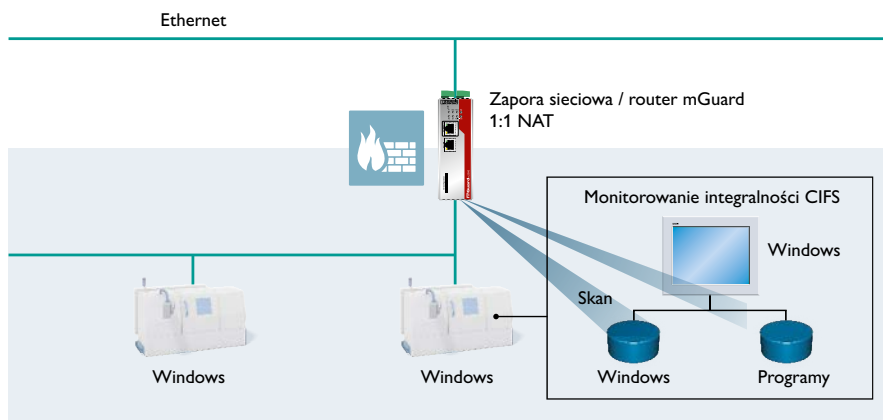 Ethernet
Zapora sieciowa / router mGuard
1:1 NAT
Monitorowanie integralności CIFS
Windows
Skan
Windows
Windows
Windows
Programy